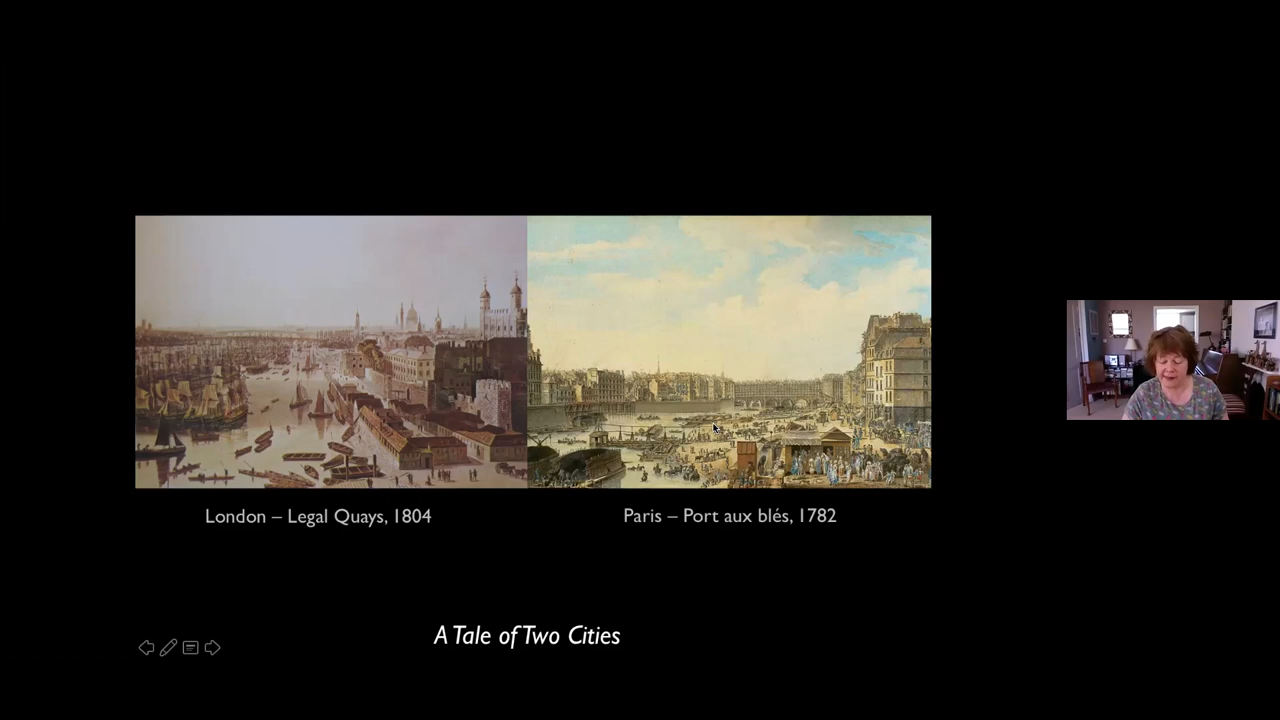 London – Legal Quays, 1804
Paris – Port aux blés, 1782
A Tale of Two Cities